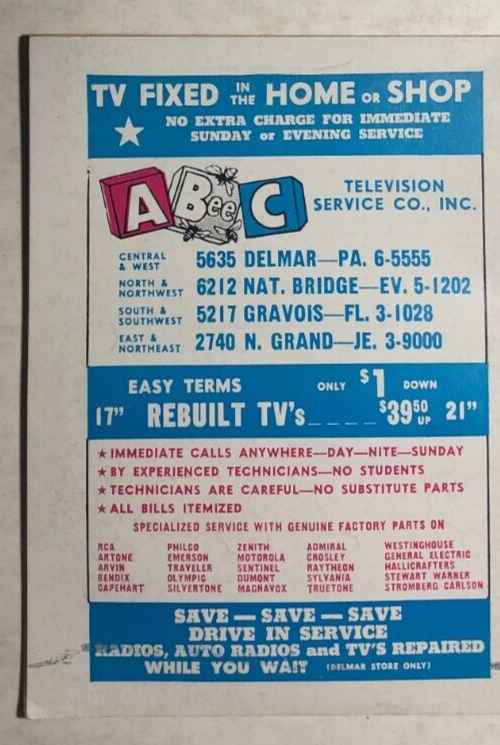 TV FIXED IN THE HOME OR SHOP
NO EXTRA CHARGE FOR IMMEDIATE
SUNDAY or EVENING SERVICE
A Bee C
TELEVISION
SERVICE CO., INC.
CENTRAL & WEST 5635 DELMAR—PA. 6-5555
NORTH & NORTHWEST 6212 NAT. BRIDGE—EV. 5-1202
SOUTH & SOUTHWEST 5217 GRAVOIS—FL. 3-1028
EAST & NORTHEAST 2740 N. GRAND—JE. 3-9000
EASY TERMS ONLY $1 DOWN
17" REBUILT TV's____$39.50 UP 21"
★IMMEDIATE CALLS ANYWHERE—DAY—NITE—SUNDAY
★BY EXPERIENCED TECHNICIANS—NO STUDENTS
★TECHNICIANS ARE CAREFUL—NO SUBSTITUTE PARTS
★ALL BILLS ITEMIZED
SPECIALIZED SERVICE WITH GENUINE FACTORY PARTS ON
RCA PHILCO ZENITH ADMIRAL WESTINGHOUSE
ARTONE EMERSON MOTOROLA CROSLEY GENERAL ELECTRIC
ARVIN TRAVELER SENTINEL RAYTHEON HALLICRAFTERS
BENDIX OLYMPIC DUMONT SYLVANIA STEWART WARNER
CAPEHART SILVERTONE MAGNAVOX TRUETONE STROMBERG CARLSON
SAVE — SAVE — SAVE
DRIVE IN SERVICE
RADIOS, AUTO RADIOS and TV'S REPAIRED
WHILE YOU WAIT (DELMAR STORE ONLY)